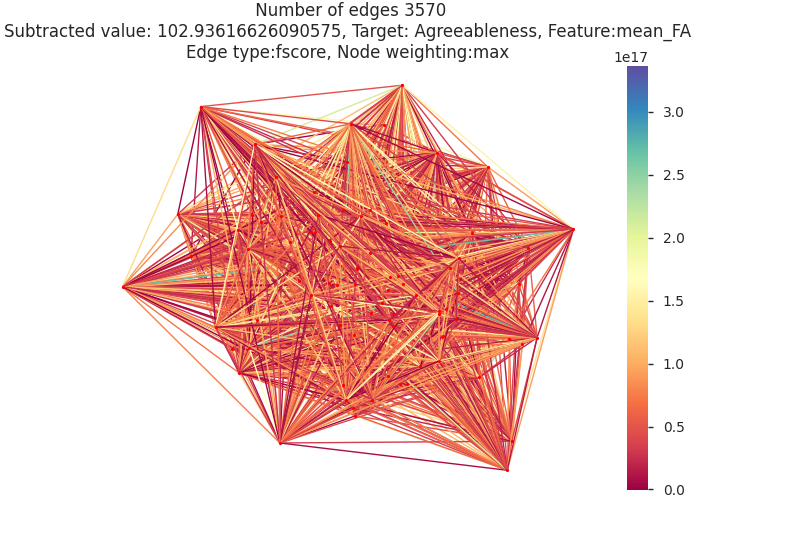 Number of edges 3570
Subtracted value: 102.93616626090575, Target: Agreeableness, Feature:mean_FA
Edge type:fscore, Node weighting:max
1e17
3.0
2.5
2.0
1.5
1.0
0.5
0.0